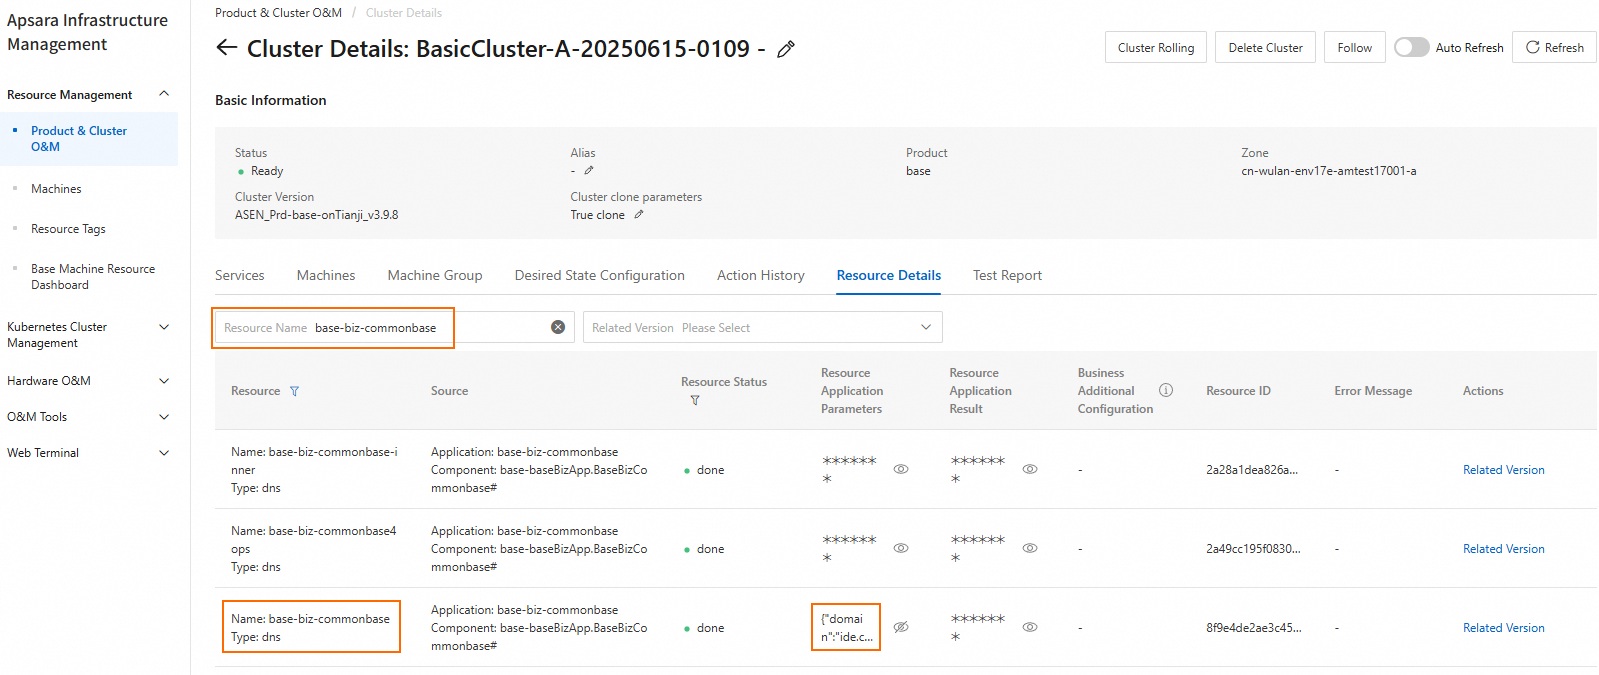 Apsara Infrastructure
Management
Resource Management
Product & Cluster
O&M
Machines
Resource Tags
Base Machine Resource
Dashboard
Kubernetes Cluster
Management
Hardware O&M
O&M Tools
Web Terminal
Product & Cluster O&M / Cluster Details
Cluster Details: BasicCluster-A-20250615-0109 -
Cluster Rolling
Delete Cluster
Follow
Auto Refresh
Refresh
Basic Information
Status
Ready
Alias
-
Product
base
Zone
cn-wulan-env17e-amtest17001-a
Cluster Version
ASEN_Prd-base-onTianji_v3.9.8
Cluster clone parameters
True clone
Services Machines Machine Group Desired State Configuration Action History Resource Details Test Report
Resource Name base-biz-commonbase
Related Version Please Select
Resource
Source
Resource Status
Resource
Application
Parameters
Resource
Application
Result
Business
Additional
Configuration
Resource ID
Error Message
Actions
Name: base-biz-commonbase-i
nner
Type: dns
Application: base-biz-commonbase
Component: base-baseBizApp.BaseBizCo
mmonbase#
done
******
*
******
*
-
2a28a1dea826a...
-
Related Version
Name: base-biz-commonbase4
ops
Type: dns
Application: base-biz-commonbase
Component: base-baseBizApp.BaseBizCo
mmonbase#
done
******
*
******
*
-
2a49cc195f0830...
-
Related Version
Name: base-biz-commonbase
Type: dns
Application: base-biz-commonbase
Component: base-baseBizApp.BaseBizCo
mmonbase#
done
{"domai
n":"ide.c...
******
*
-
8f9e4de2ae3c45...
-
Related Version